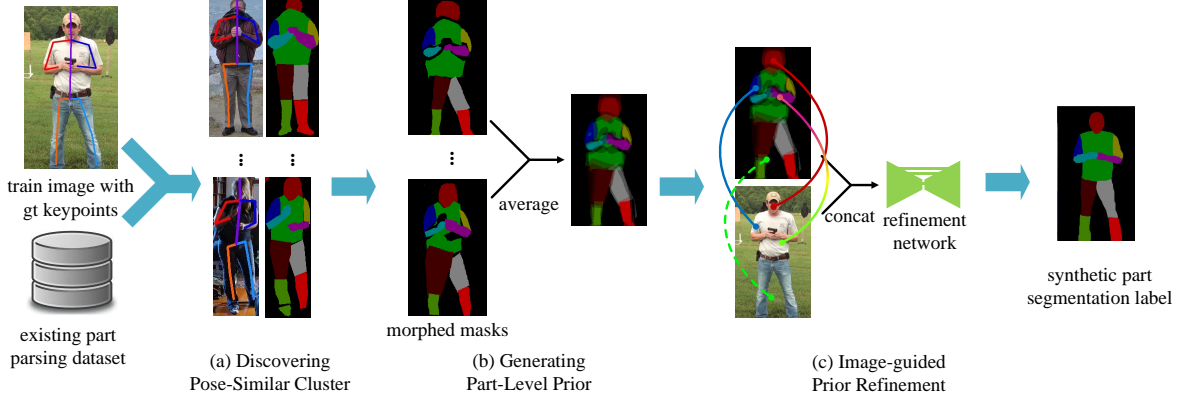 train image with
gt keypoints
existing part
parsing dataset
(a) Discovering
Pose-Similar Cluster
morphed masks
average
(b) Generating
Part-Level Prior
concat
refinement
network
(c) Image-guided
Prior Refinement
synthetic part
segmentation label